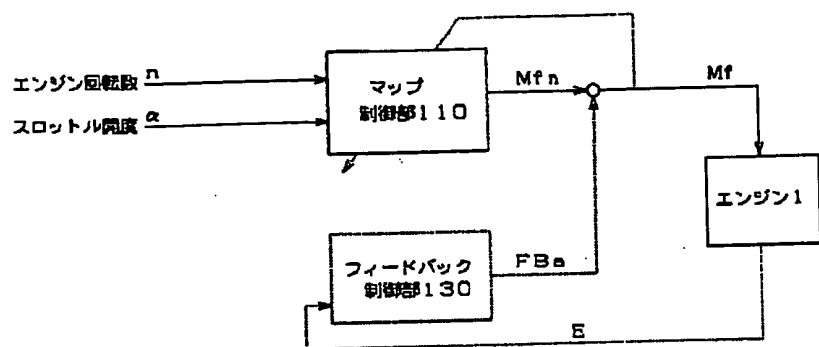 エンジン回転数 n
スロットル開度 α
マップ
制御部110
Mfn
Mf
エンジン1
フィードバック
制御部130
FBa
E